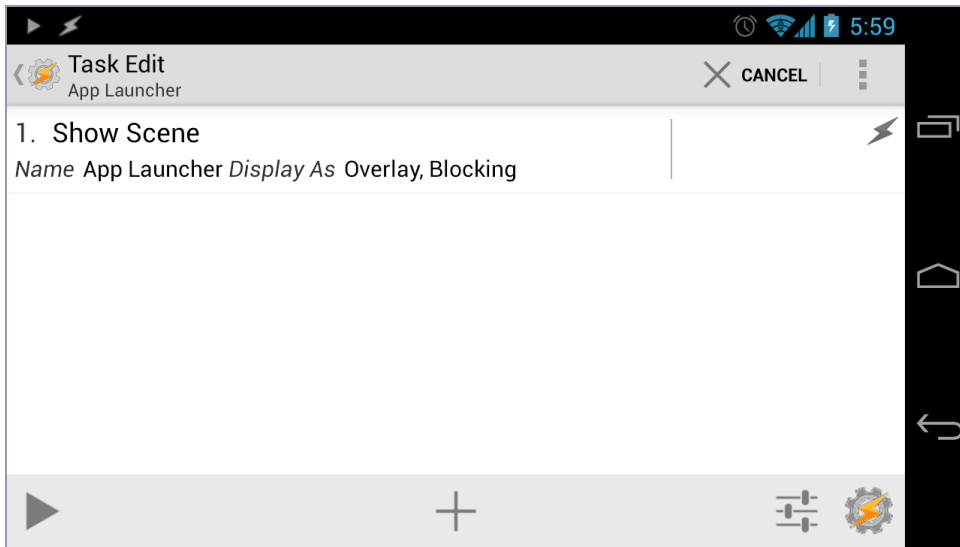 5:59
Task Edit
App Launcher
CANCEL
1. Show Scene
Name App Launcher Display As Overlay, Blocking